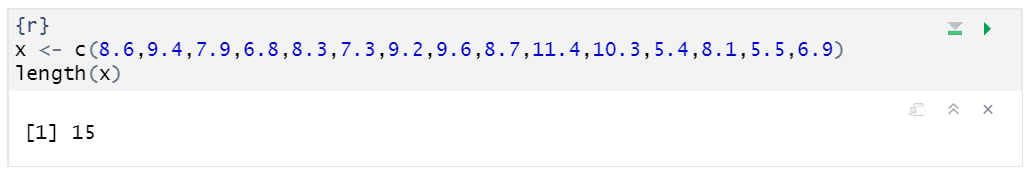 {r}
x <- c(8.6,9.4,7.9,6.8,8.3,7.3,9.2,9.6,8.7,11.4,10.3,5.4,8.1,5.5,6.9)
length(x)
[1] 15